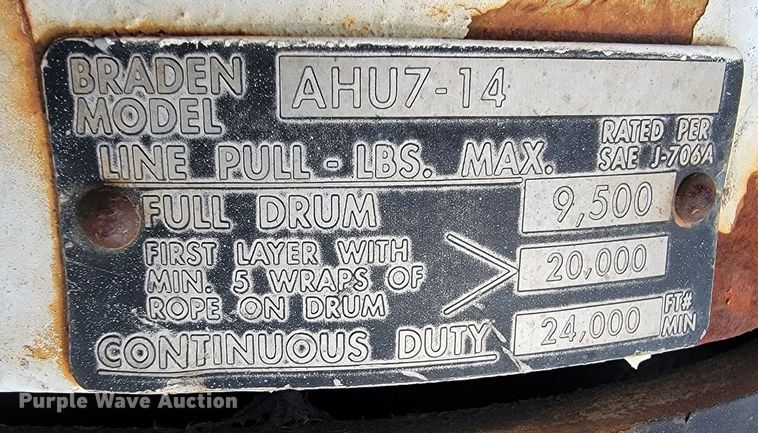 BRADEN MODEL AHU7-14
LINE PULL - LBS. MAX. RATED PER SAE J-706A
FULL DRUM 9,500
FIRST LAYER WITH
MIN. 5 WRAPS OF
ROPE ON DRUM 20,000
CONTINUOUS DUTY 24,000 FT# MIN
Purple Wave Auction